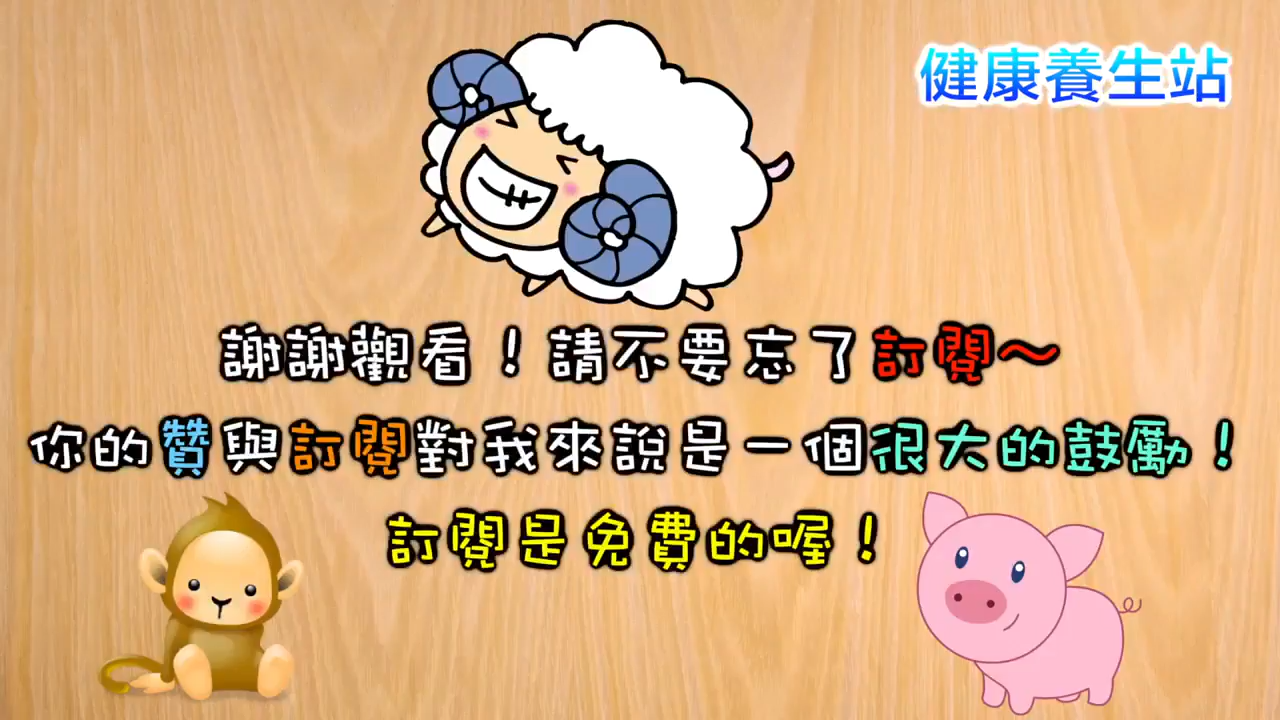 健康養生站
謝謝觀看！請不要忘了訂閱～
你的贊與訂閱對我來說是一個很大的鼓勵！
訂閱是免費的喔！